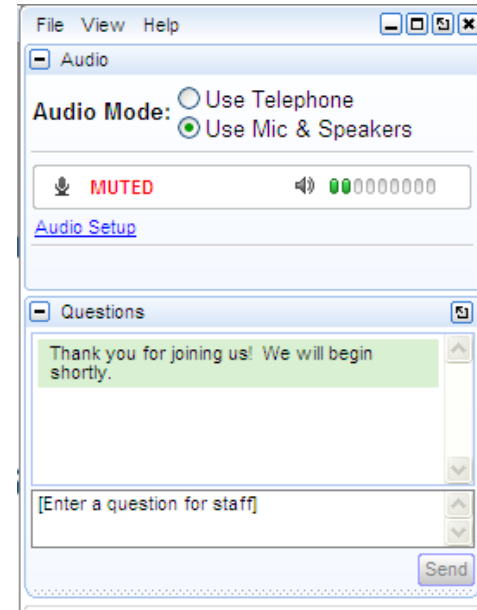 File View Help
Audio
Audio Mode:
Use Telephone
Use Mic & Speakers
MUTED
Audio Setup
Questions
Thank you for joining us! We will begin
shortly.
[Enter a question for staff]
Send